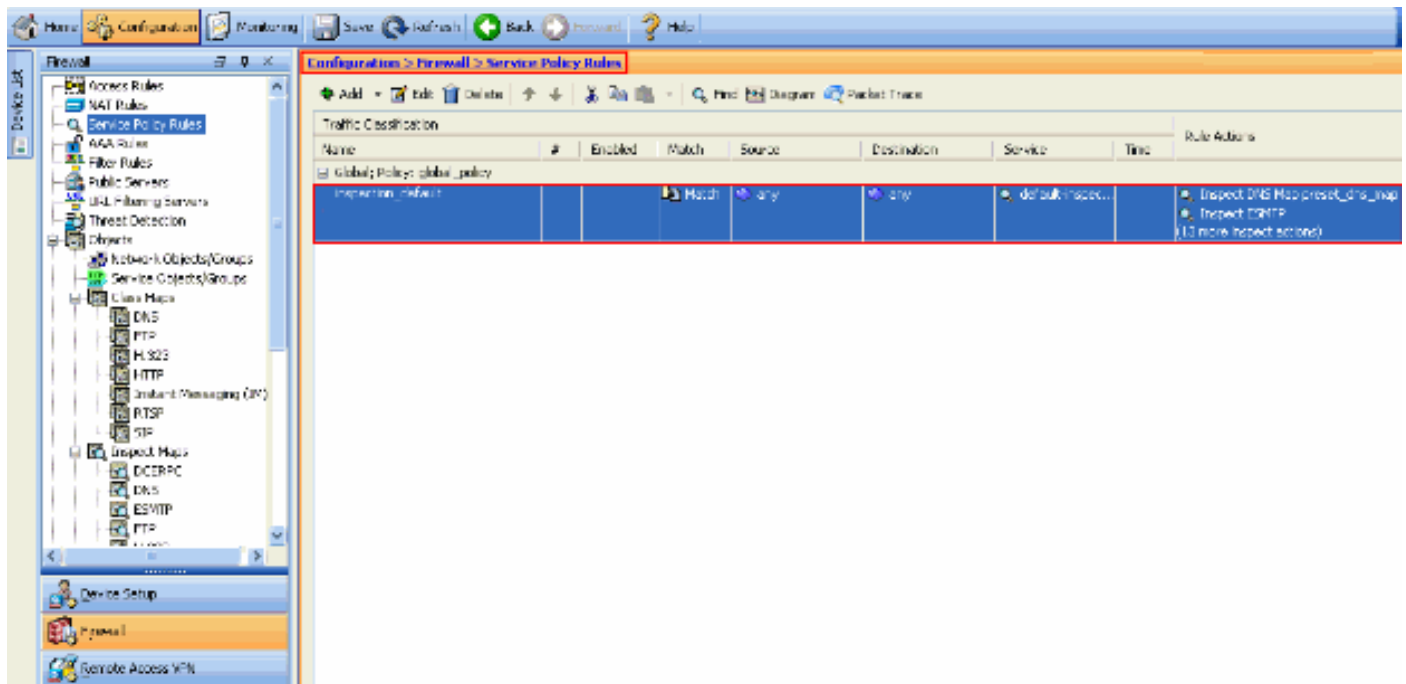 Home Configuration Monitoring Save Refresh Back Forward Help
Device List
Firewall
Access Rules
NAT Rules
Service Policy Rules
AAA Rules
Filter Rules
Public Servers
URL Filtering Servers
Threat Detection
Objects
Network Objects/Groups
Service Objects/Groups
Class Maps
DNS
FTP
H.323
HTTP
Instant Messaging (IM)
RTSP
SIP
Inspect Maps
DCERPC
DNS
ESMTP
FTP
Device Setup
Firewall
Remote Access VPN
Configuration > Firewall > Service Policy Rules
Add Edit Delete Find Diagram Packet Trace
Traffic Classification
Rule Actions
Name # Enabled Match Source Destination Service Time
Global; Policy: global_policy
inspection_default Match any any default-inspec...
Inspect DNS Map preset_dns_map
Inspect ESMTP
(13 more inspect actions)